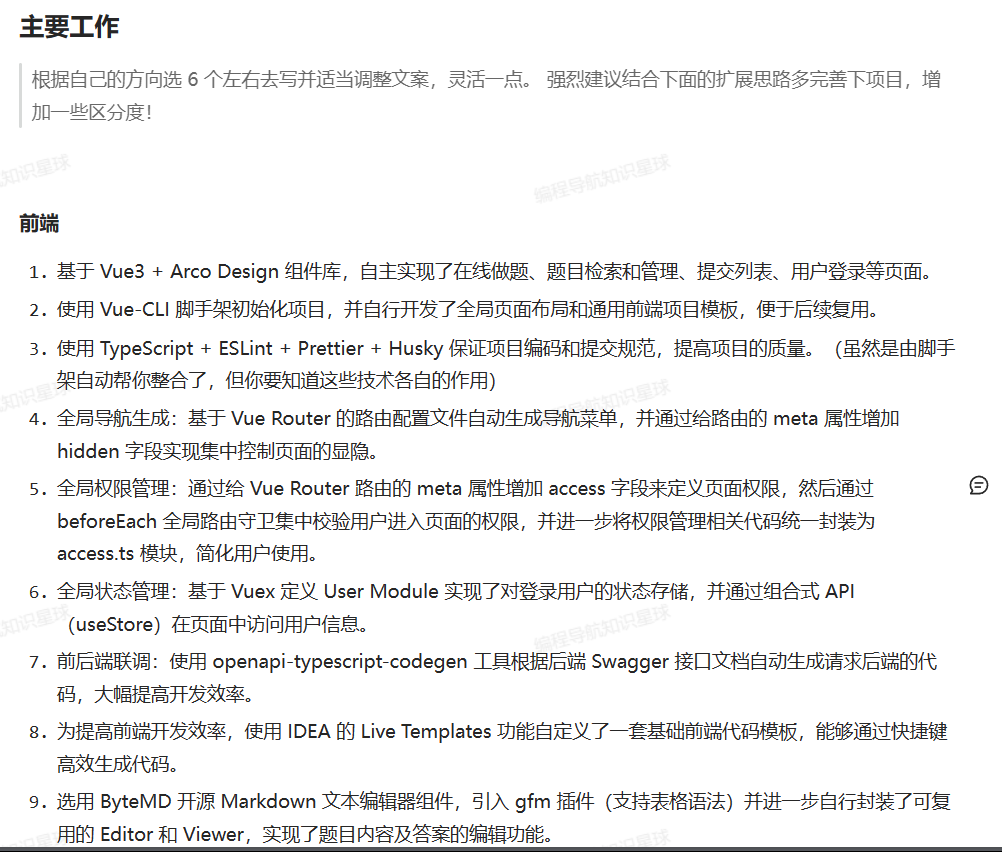 主要工作
根据自己的方向选 6 个左右去写并适当调整文案，灵活一点。 强烈建议结合下面的扩展思路多完善下项目，增
加一些区分度！
编程导航知识星球
知识星球
前端
1. 基于 Vue3 + Arco Design 组件库，自主实现了在线做题、题目检索和管理、提交列表、用户登录等页面。
2. 使用 Vue-CLI 脚手架初始化项目，并自行开发了全局页面布局和通用前端项目模板，便于后续复用。
3. 使用 TypeScript + ESLint + Prettier + Husky 保证项目编码和提交规范，提高项目的质量。（虽然是由脚手
架自动帮你整合了，但你要知道这些技术各自的作用）
4. 全局导航生成：基于 Vue Router 的路由配置文件自动生成导航菜单，并通过给路由的 meta 属性增加
hidden 字段实现集中控制页面的显隐。
5. 全局权限管理：通过给 Vue Router 路由的 meta 属性增加 access 字段来定义页面权限，然后通过
beforeEach 全局路由守卫集中校验用户进入页面的权限，并进一步将权限管理相关代码统一封装为
access.ts 模块，简化用户使用。
6. 全局状态管理：基于 Vuex 定义 User Module 实现了对登录用户的状态存储，并通过组合式 API
（useStore）在页面中访问用户信息。
7. 前后端联调：使用 openapi-typescript-codegen 工具根据后端 Swagger 接口文档自动生成请求后端的代
码，大幅提高开发效率。
8. 为提高前端开发效率，使用 IDEA 的 Live Templates 功能自定义了一套基础前端代码模板，能够通过快捷键
高效生成代码。
9. 选用 ByteMD 开源 Markdown 文本编辑器组件，引入 gfm 插件（支持表格语法）并进一步自行封装了可复
用的 Editor 和 Viewer，实现了题目内容及答案的编辑功能。